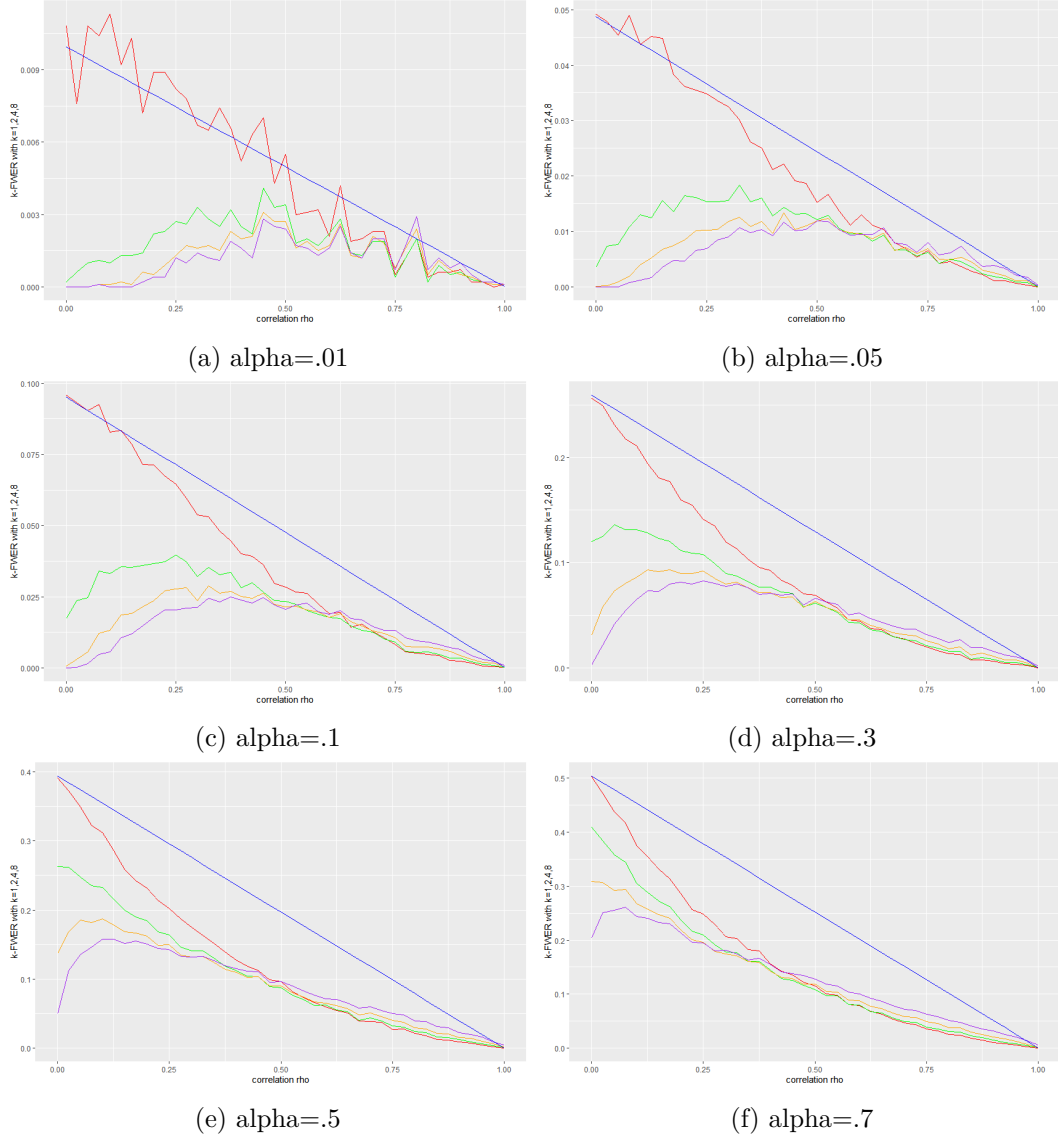 k-FWER with k=1,2,4,8
0.009
0.006
0.003
0.000
0.00 0.25 0.50 0.75 1.00
correlation rho
(a) alpha=.01
k-FWER with k=1,2,4,8
0.05
0.04
0.03
0.02
0.01
0.00
0.00 0.25 0.50 0.75 1.00
correlation rho
(b) alpha=.05
k-FWER with k=1,2,4,8
0.100
0.075
0.050
0.025
0.000
0.00 0.25 0.50 0.75 1.00
correlation rho
(c) alpha=.1
k-FWER with k=1,2,4,8
0.2
0.1
0.0
0.00 0.25 0.50 0.75 1.00
correlation rho
(d) alpha=.3
k-FWER with k=1,2,4,8
0.4
0.3
0.2
0.1
0.0
0.00 0.25 0.50 0.75 1.00
correlation rho
(e) alpha=.5
k-FWER with k=1,2,4,8
0.5
0.4
0.3
0.2
0.1
0.0
0.00 0.25 0.50 0.75 1.00
correlation rho
(f) alpha=.7